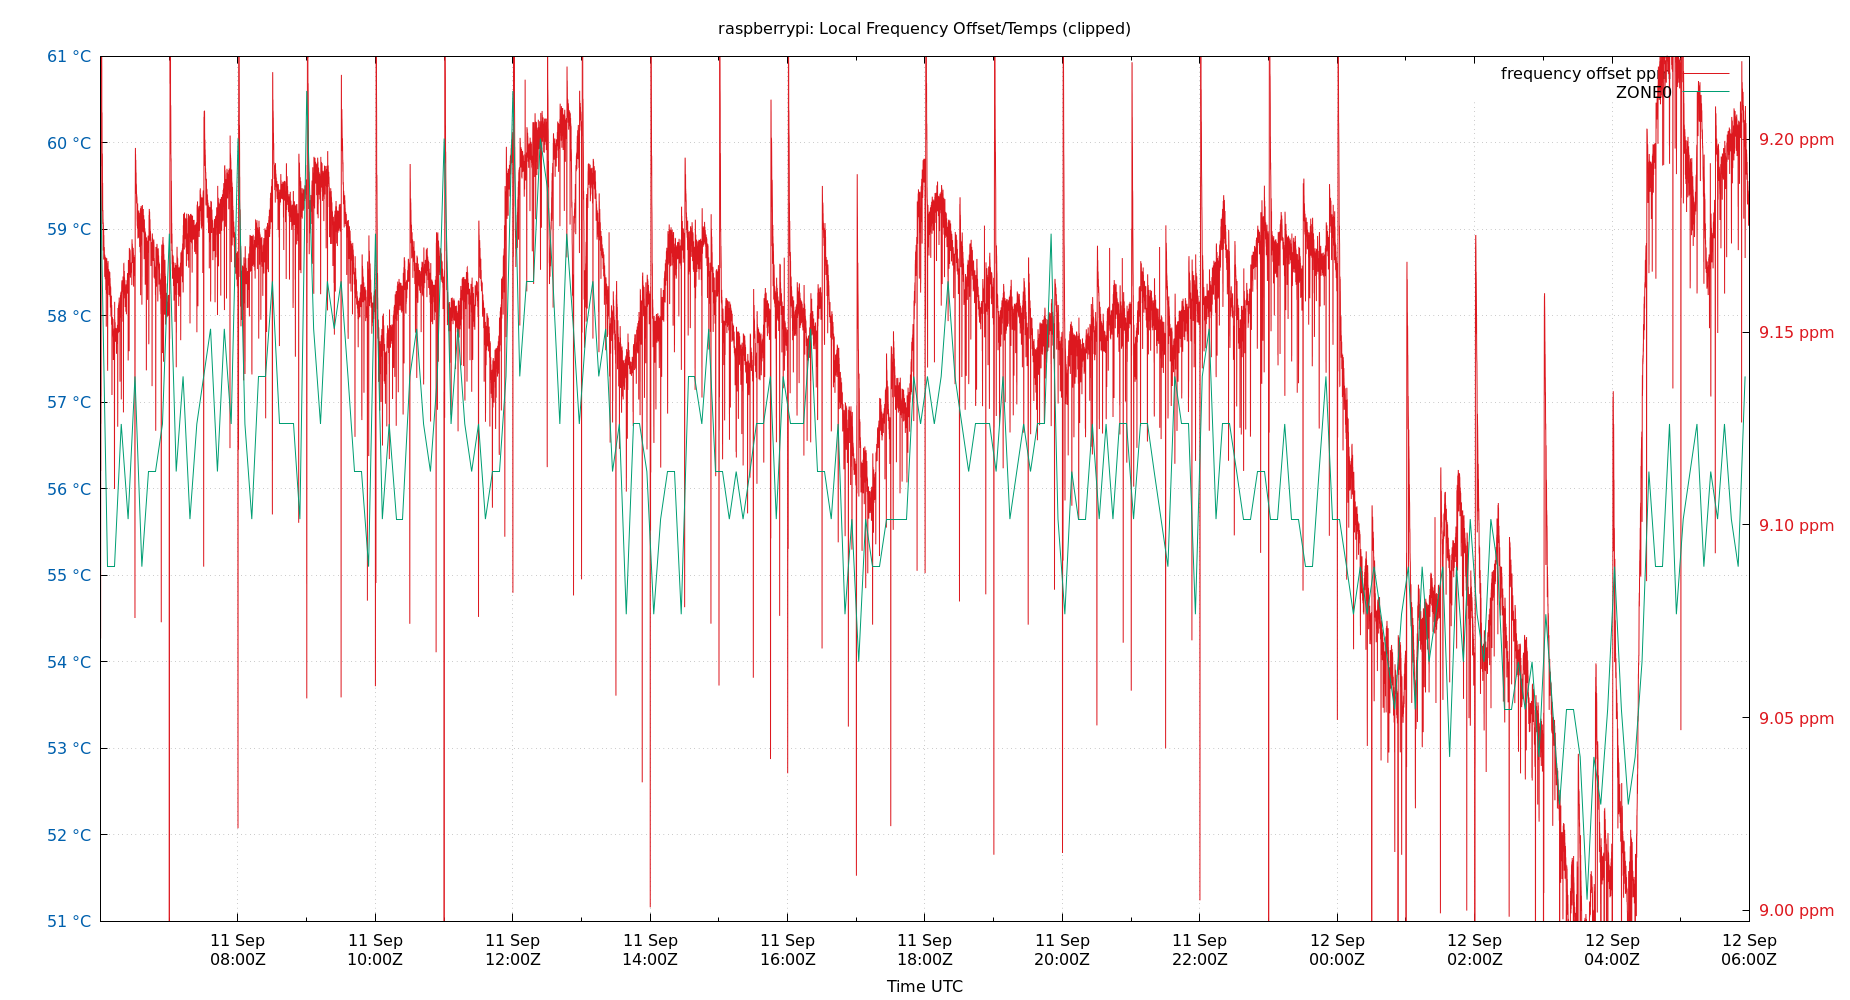 raspberrypi: Local Frequency Offset/Temps (clipped)
61 °C
60 °C
59 °C
58 °C
57 °C
56 °C
55 °C
54 °C
53 °C
52 °C
51 °C
frequency offset
ZONE0
9.20 ppm
9.15 ppm
9.10 ppm
9.05 ppm
9.00 ppm
11 Sep
08:00Z
11 Sep
10:00Z
11 Sep
12:00Z
11 Sep
14:00Z
11 Sep
16:00Z
11 Sep
18:00Z
11 Sep
20:00Z
11 Sep
22:00Z
12 Sep
00:00Z
12 Sep
02:00Z
12 Sep
04:00Z
12 Sep
06:00Z
Time UTC